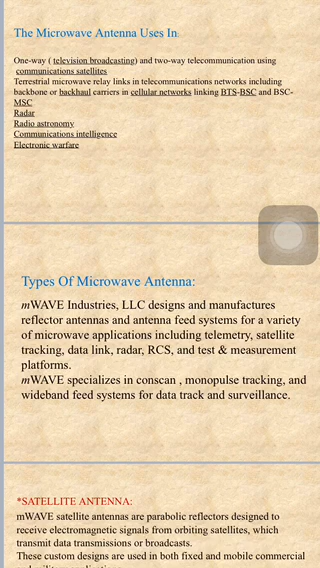 The Microwave Antenna Uses In:
One-way ( television broadcasting) and two-way telecommunication using
communications satellites
Terrestrial microwave relay links in telecommunications networks including
backbone or backhaul carriers in cellular networks linking BTS-BSC and BSC-
MSC
Radar
Radio astronomy
Communications intelligence
Electronic warfare
Types Of Microwave Antenna:
mWAVE Industries, LLC designs and manufactures
reflector antennas and antenna feed systems for a variety
of microwave applications including telemetry, satellite
tracking, data link, radar, RCS, and test & measurement
platforms.
mWAVE specializes in conscan , monopulse tracking, and
wideband feed systems for data track and surveillance.
*SATELLITE ANTENNA:
mWAVE satellite antennas are parabolic reflectors designed to
receive electromagnetic signals from orbiting satellites, which
transmit data transmissions or broadcasts.
These custom designs are used in both fixed and mobile commercial